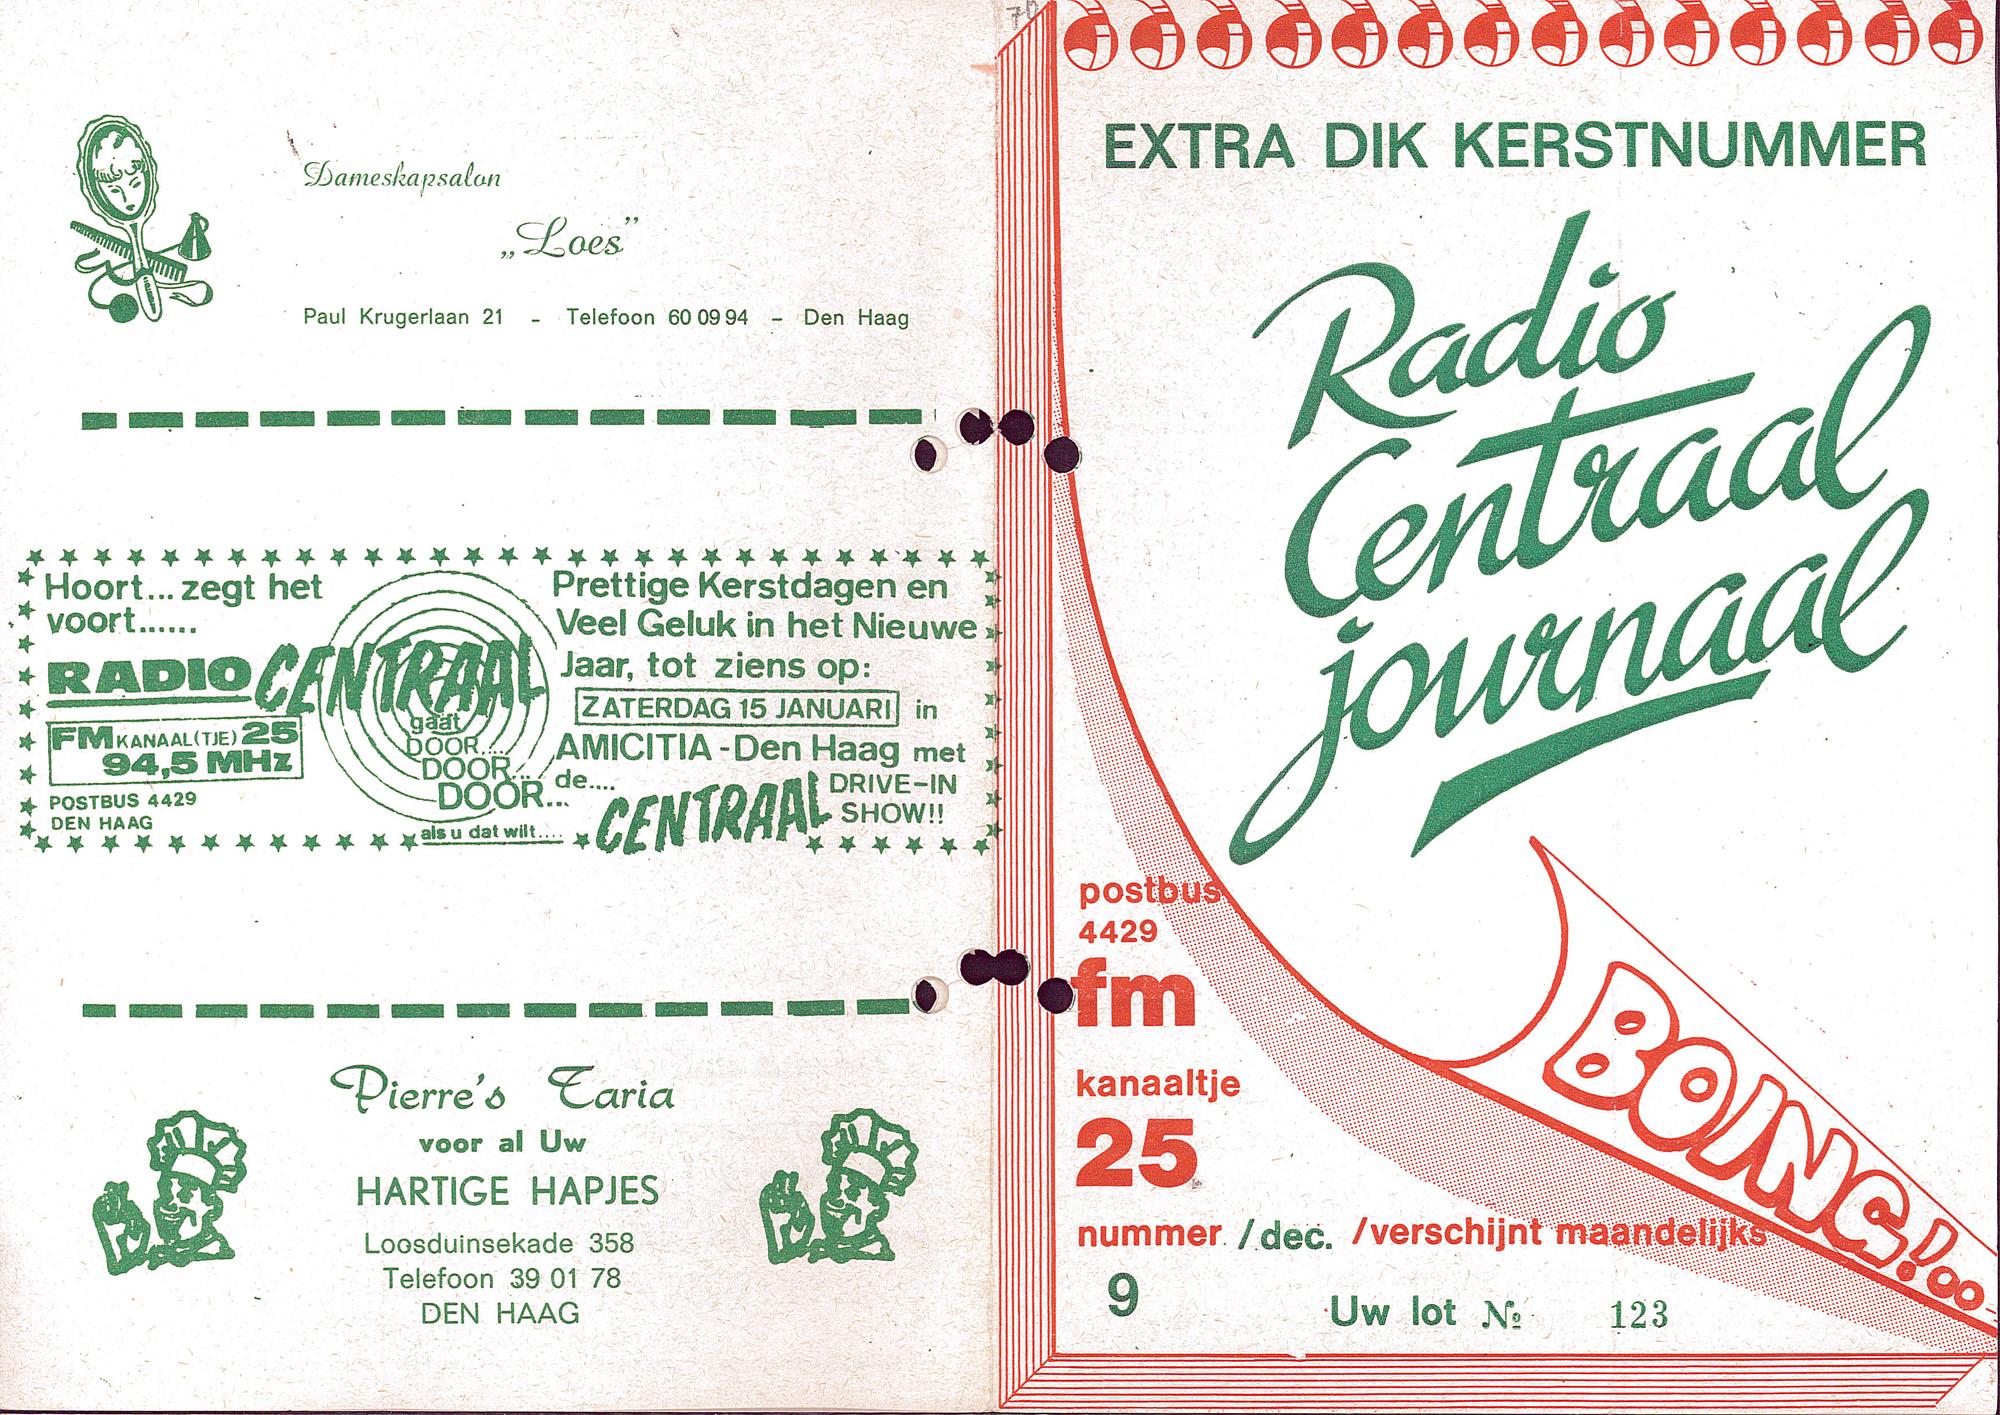 Dameskapsalon
„Loes”
Paul Krugerlaan 21 - Telefoon 60 09 94 - Den Haag
Hoort... zegt het
voort......
RADIO CENTRAAL
FM KANAAL(TJE) 25
94,5 MHz
POSTBUS 4429
DEN HAAG
gaat
DOOR....
DOOR...
DOOR...
als u dat wilt....
Prettige Kerstdagen en
Veel Geluk in het Nieuwe
Jaar, tot ziens op:
ZATERDAG 15 JANUARI in
AMICITIA - Den Haag met
de....
CENTRAAL DRIVE-IN
SHOW!!
Pierre's Taria
voor al Uw
HARTIGE HAPJES
Loosduinsekade 358
Telefoon 39 01 78
DEN HAAG
70
EXTRA DIK KERSTNUMMER
Radio
Centraal
journaal
postbus
4429
fm
kanaaltje
25
BOING!...
nummer / dec. / verschijnt maandelijks
9
Uw lot № 123